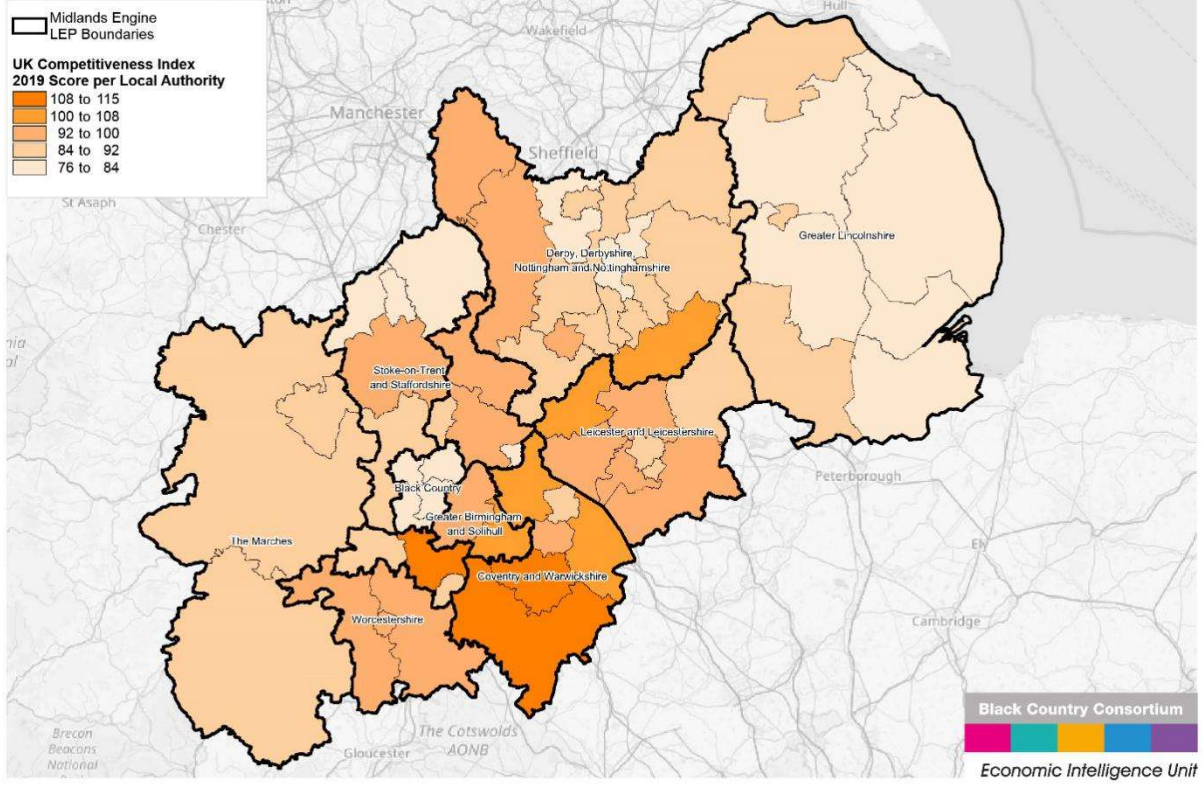 Midlands Engine
LEP Boundaries
UK Competitiveness Index
2019 Score per Local Authority
108 to 115
100 to 108
92 to 100
84 to 92
76 to 84
Hull
Wakefield
Manchester
Sheffield
St Asaph
Chester
Greater Lincolnshire
Derby, Derbyshire,
Nottingham and Nottinghamshire
Stoke-on-Trent
and Staffordshire
Leicester and Leicestershire
Peterborough
Black Country
Greater Birmingham
and Solihull
The Marches
Ely
Coventry and Warwickshire
Worcestershire
Cambridge
Brecon
Beacons
National
The Cotswolds
AONB
Gloucester
Black Country Consortium
Economic Intelligence Unit